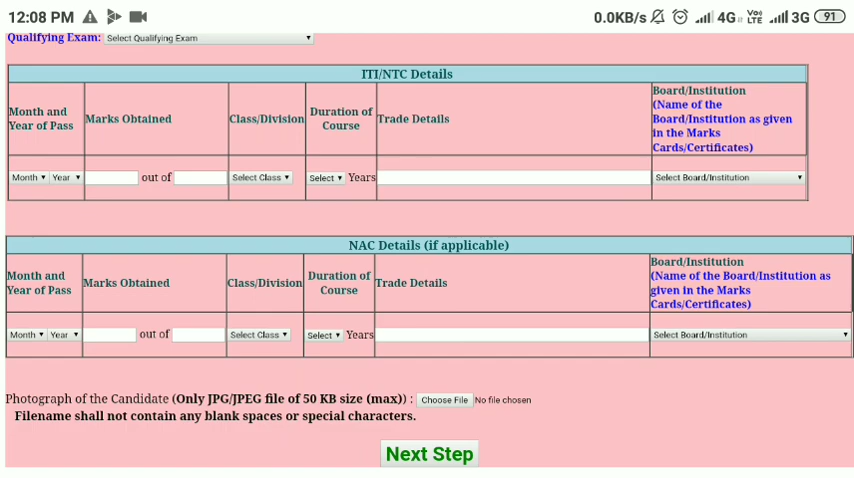 12:08 PM 0.0KB/s 4G Vo)) LTE 3G 91
Qualifying Exam: Select Qualifying Exam
ITI/NTC Details
Month and Year of Pass Marks Obtained Class/Division Duration of Course Trade Details Board/Institution (Name of the Board/Institution as given in the Marks Cards/Certificates)
Month Year out of Select Class Select Years Select Board/Institution
NAC Details (if applicable)
Month and Year of Pass Marks Obtained Class/Division Duration of Course Trade Details Board/Institution (Name of the Board/Institution as given in the Marks Cards/Certificates)
Month Year out of Select Class Select Years Select Board/Institution
Photograph of the Candidate (Only JPG/JPEG file of 50 KB size (max)) : Choose File No file chosen
Filename shall not contain any blank spaces or special characters.
Next Step